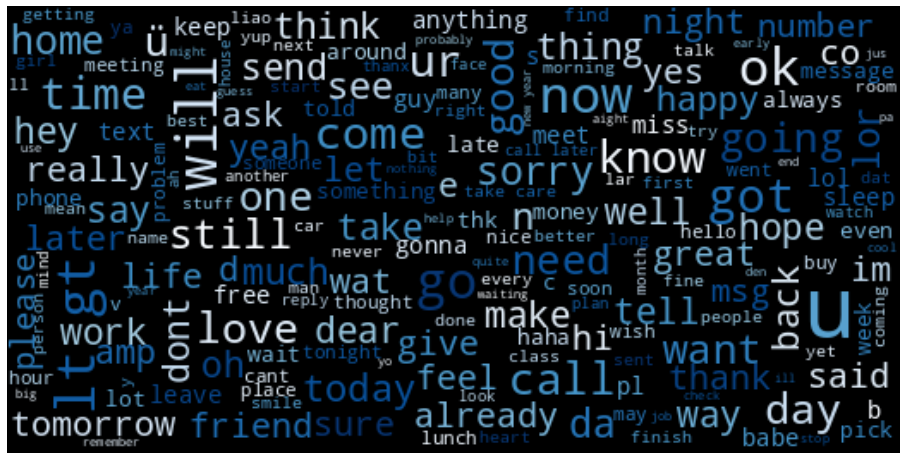 getting
ya
keep
liao
think
anything
find
night
number
home
ü
yup
next
around
probably
thing
talk
early
jus
girl
meeting
might
send
see
ur
good
s
morning
yes
co
ok
message
ll
time
will
eat
guess
house
start
thanx
face
guy
many
now
happy
always
room
hey
text
best
ask
told
right
new year
meet
aight
miss
try
going
lor
pa
use
really
problem
ah
yeah
someone
let
bit
nothing
late
call later
sorry
know
went
end
another
something
e
take care
lar
first
got
lol
dat
sleep
phone
mean
say
stuff
one
take
help
thk
n
money
well
hello
hope
watch
even
later
name
still
car
never
gonna
nice
better
long
great
cool
please
mind
person
lt
gt
life
d
much
wat
go
quite
need
month
den
back
buy
im
v
year
free
man
every
waiting
c
soon
plan
fine
msg
u
week
coming
work
dont
love
reply
thought
dear
done
make
hi
wish
tell
people
amp
oh
wait
tonight
yo
give
haha
class
sent
want
yet
hour
lot
y
leave
cant
place
today
feel
call
pl
thank
ill
said
big
smile
look
check
tomorrow
friend
sure
already
da
may
job
way
day
b
remember
lunch
heart
finish
babe
stop
pick